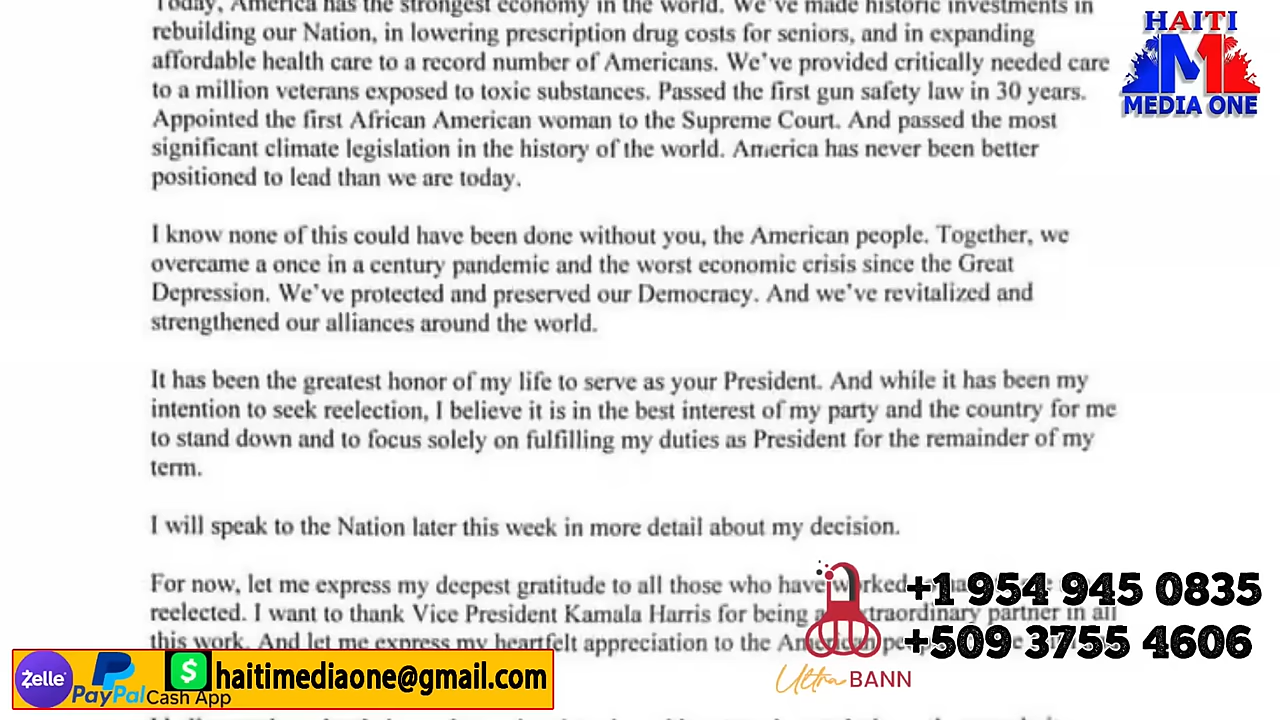 Today, America has the strongest economy in the world. We've made historic investments in
rebuilding our Nation, in lowering prescription drug costs for seniors, and in expanding
affordable health care to a record number of Americans. We've provided critically needed care
to a million veterans exposed to toxic substances. Passed the first gun safety law in 30 years.
Appointed the first African American woman to the Supreme Court. And passed the most
significant climate legislation in the history of the world. America has never been better
positioned to lead than we are today.
I know none of this could have been done without you, the American people. Together, we
overcame a once in a century pandemic and the worst economic crisis since the Great
Depression. We've protected and preserved our Democracy. And we've revitalized and
strengthened our alliances around the world.
It has been the greatest honor of my life to serve as your President. And while it has been my
intention to seek reelection, I believe it is in the best interest of my party and the country for me
to stand down and to focus solely on fulfilling my duties as President for the remainder of my
term.
I will speak to the Nation later this week in more detail about my decision.
For now, let me express my deepest gratitude to all those who have worked
reelected. I want to thank Vice President Kamala Harris for being extraordinary partner in all
this work. And let me express my heartfelt appreciation to the American
HAITI
M
MEDIA ONE
+1 954 945 0835
+509 3755 4606
Ultra BANN
Zelle
PayPal
Cash App
haitimediaone@gmail.com